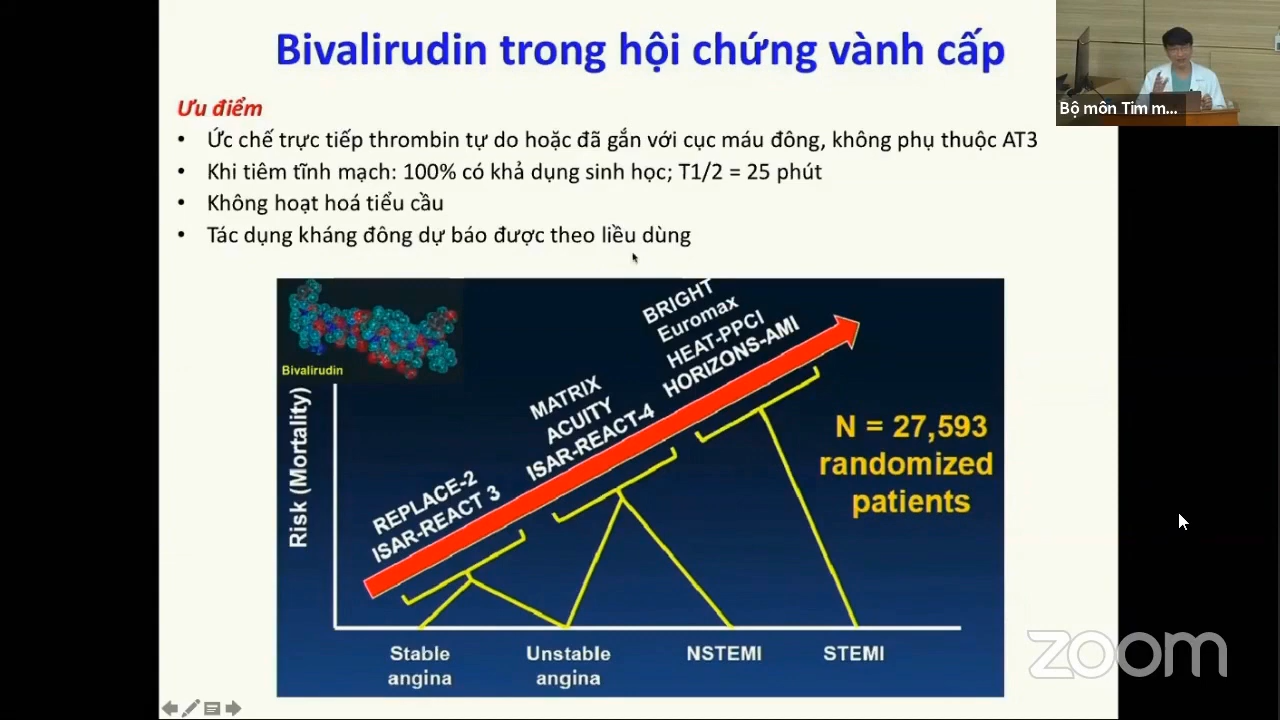 Bivalirudin trong hội chứng vành cấp
Bộ môn Tim m...
Ưu điểm
• Ức chế trực tiếp thrombin tự do hoặc đã gắn với cục máu đông, không phụ thuộc AT3
• Khi tiêm tĩnh mạch: 100% có khả dụng sinh học; T1/2 = 25 phút
• Không hoạt hoá tiểu cầu
• Tác dụng kháng đông dự báo được theo liều dùng
Bivalirudin
Risk (Mortality)
REPLACE-2
ISAR-REACT 3
MATRIX
ACUITY
ISAR-REACT-4
BRIGHT
Euromax
HEAT-PPCI
HORIZONS-AMI
N = 27,593
randomized
patients
Stable
angina
Unstable
angina
NSTEMI
STEMI
zoom